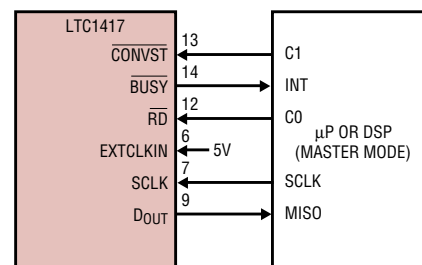 LTC1417
CONVST
13
C1
BUSY
14
INT
RD
12
C0
EXTCLKIN
6
5V
µP OR DSP
(MASTER MODE)
SCLK
7
SCLK
DOUT
9
MISO